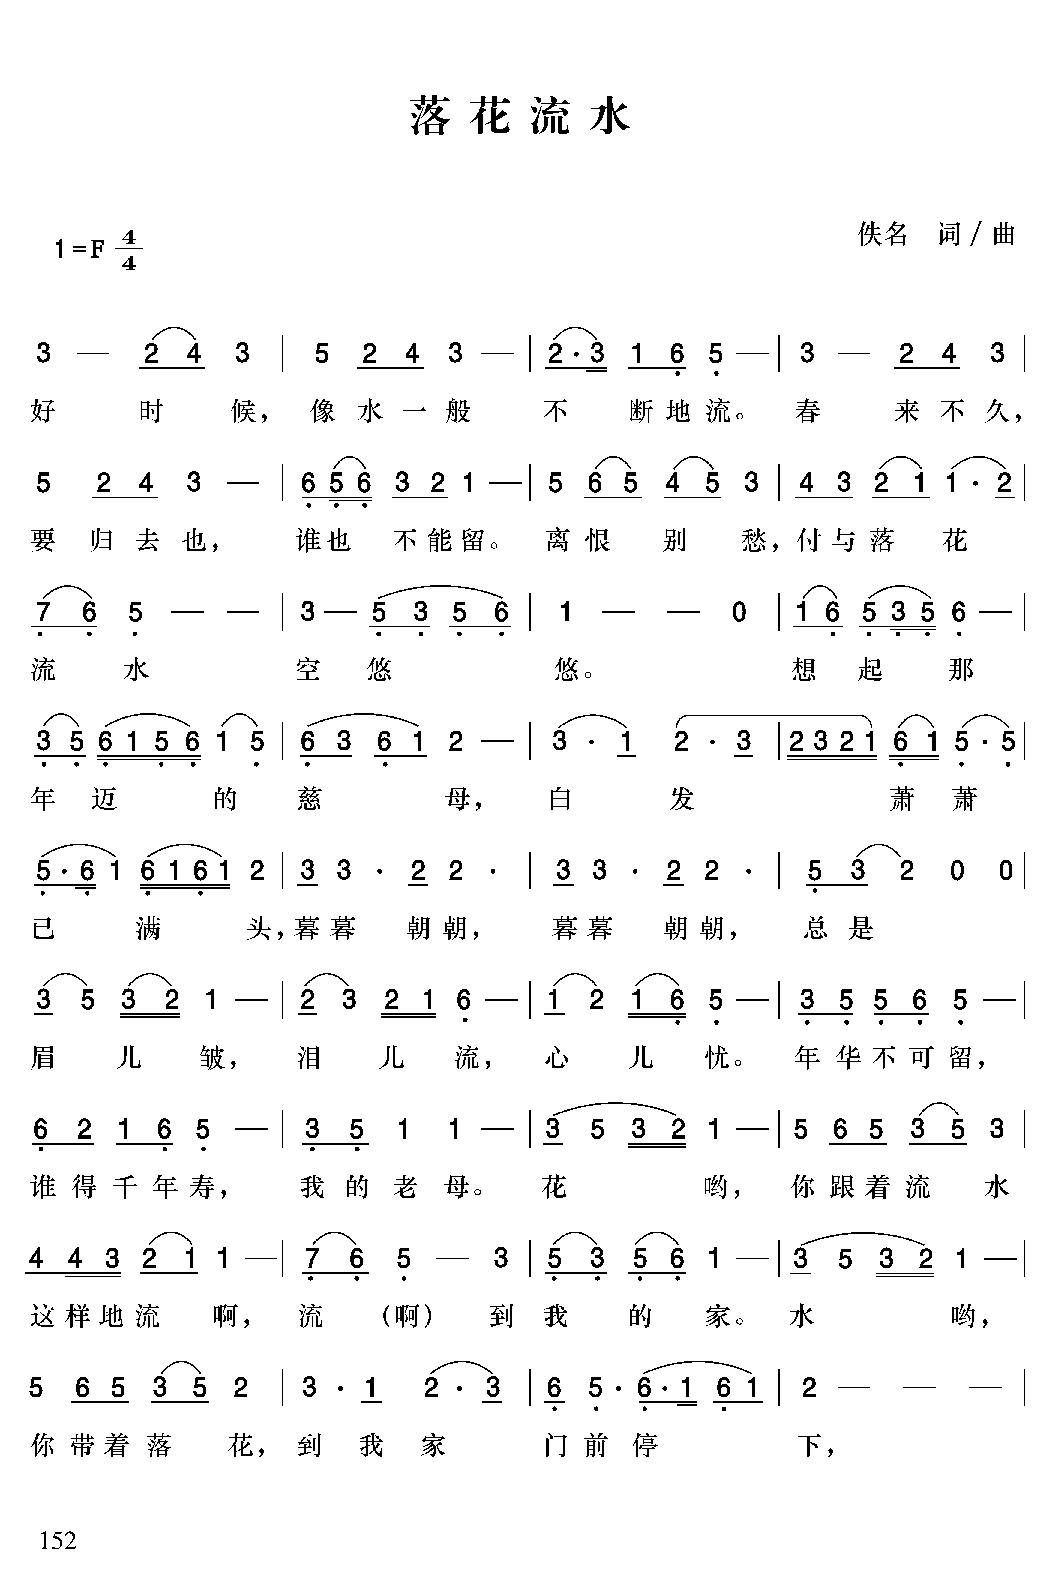 落花流水
1=F 4/4
佚名 词/曲
3 — 2 4 3 | 5 2 4 3 — | 2·3 1 6 5 — | 3 — 2 4 3 |
好 时 候， 像 水 一 般 不 断 地 流。 春 来 不 久，
5 2 4 3 — | 6 5 6 3 2 1 — | 5 6 5 4 5 3 | 4 3 2 1 1·2 |
要 归 去 也， 谁 也 不 能 留。 离 恨 别 愁，付 与 落 花
7 6 5 — — | 3 — 5 3 5 6 | 1 — — 0 | 1 6 5 3 5 6 — |
流 水 空 悠 悠。 想 起 那
3 5 6 1 5 6 1 5 | 6 3 6 1 2 — | 3·1 2·3 | 2 3 2 1 6 1 5·5 |
年 迈 的 慈 母， 白 发 萧 萧
5·6 1 6 1 6 1 2 | 3 3· 2 2· | 3 3· 2 2· | 5 3 2 0 0 |
已 满 头，暮 暮 朝 朝， 暮 暮 朝 朝， 总 是
3 5 3 2 1 — | 2 3 2 1 6 — | 1 2 1 6 5 — | 3 5 5 6 5 — |
眉 儿 皱， 泪 儿 流， 心 儿 忧。 年 华 不 可 留，
6 2 1 6 5 — | 3 5 1 1 — | 3 5 3 2 1 — | 5 6 5 3 5 3 |
谁 得 千 年 寿， 我 的 老 母。 花 哟， 你 跟 着 流 水
4 4 3 2 1 1 — | 7 6 5 — 3 | 5 3 5 6 1 — | 3 5 3 2 1 — |
这 样 地 流 啊， 流 （啊） 到 我 的 家。 水 哟，
5 6 5 3 5 2 | 3·1 2·3 | 6 5·6·1 6 1 | 2 — — — |
你 带 着 落 花， 到 我 家 门 前 停 下，
152